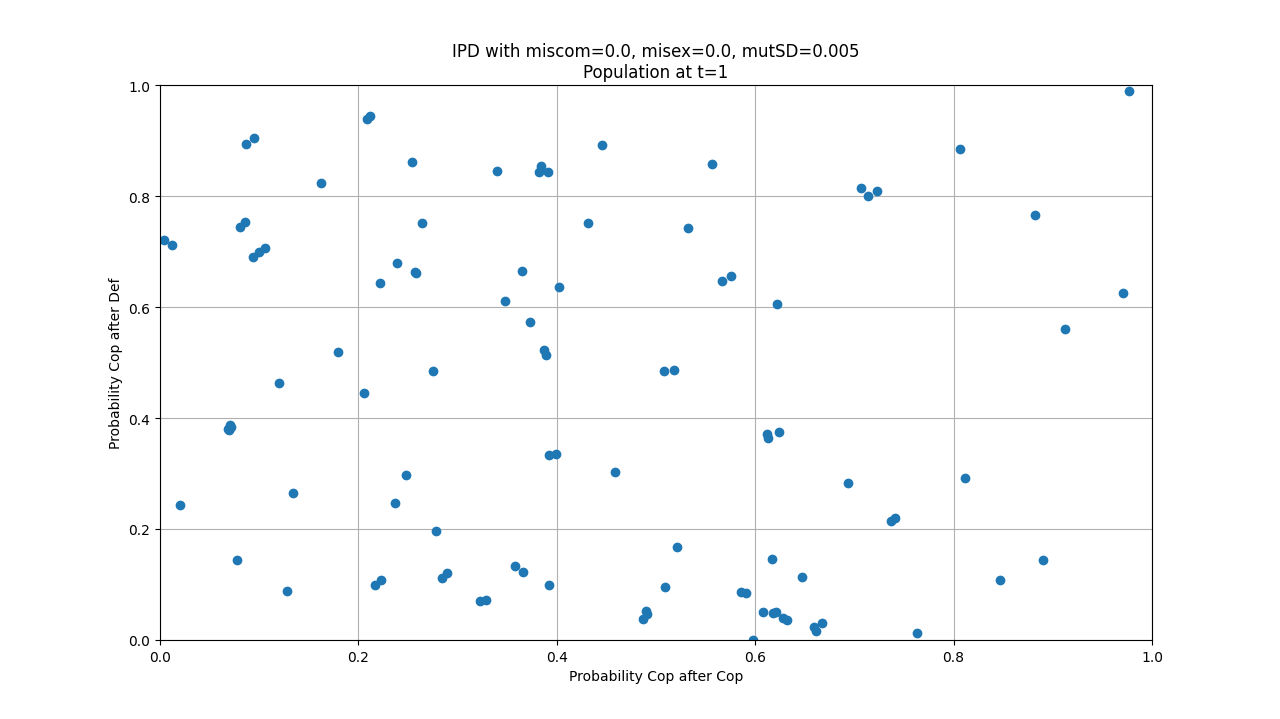 IPD with miscom=0.0, misex=0.0, mutSD=0.005
Population at t=1
1.0
0.8
0.6
0.4
0.2
0.0
Probability Cop after Def
0.0 0.2 0.4 0.6 0.8 1.0
Probability Cop after Cop